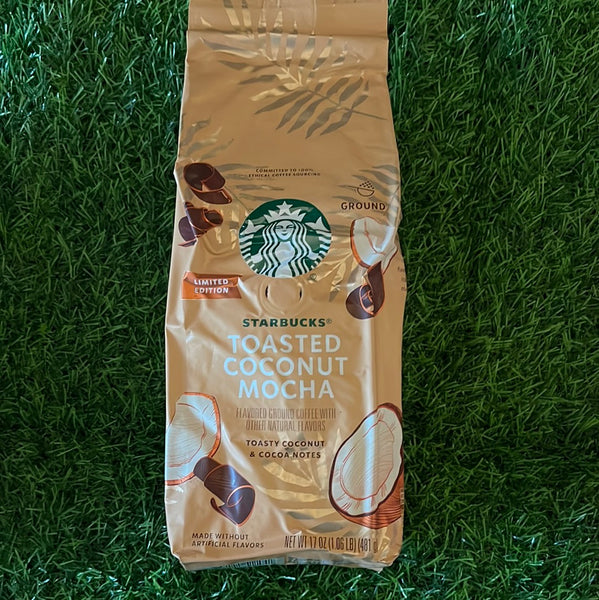 COMMITTED TO 100%
ETHICAL COFFEE SOURCING
GROUND
LIMITED
EDITION
STARBUCKS®
TOASTED
COCONUT
MOCHA
FLAVORED GROUND COFFEE WITH
OTHER NATURAL FLAVORS
TOASTY COCONUT
& COCOA NOTES
MADE WITHOUT
ARTIFICIAL FLAVORS
NET WT 17 OZ (1.06 LB) (481 g